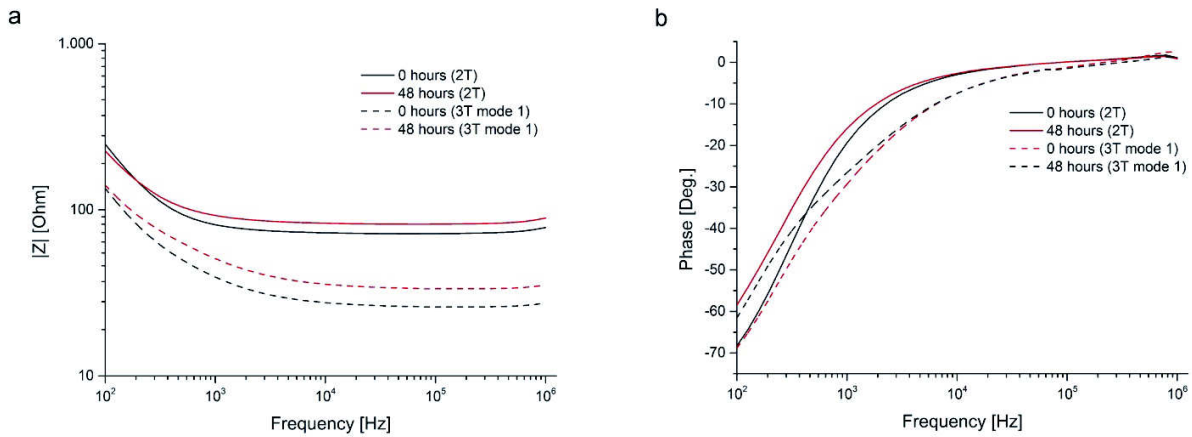 a
1.000
100
10
|Z| [Ohm]
0 hours (2T)
48 hours (2T)
0 hours (3T mode 1)
48 hours (3T mode 1)
10² 10³ 10⁴ 10⁵ 10⁶
Frequency [Hz]
b
0
-10
-20
-30
-40
-50
-60
-70
Phase [Deg.]
0 hours (2T)
48 hours (2T)
0 hours (3T mode 1)
48 hours (3T mode 1)
10² 10³ 10⁴ 10⁵ 10⁶
Frequency [Hz]